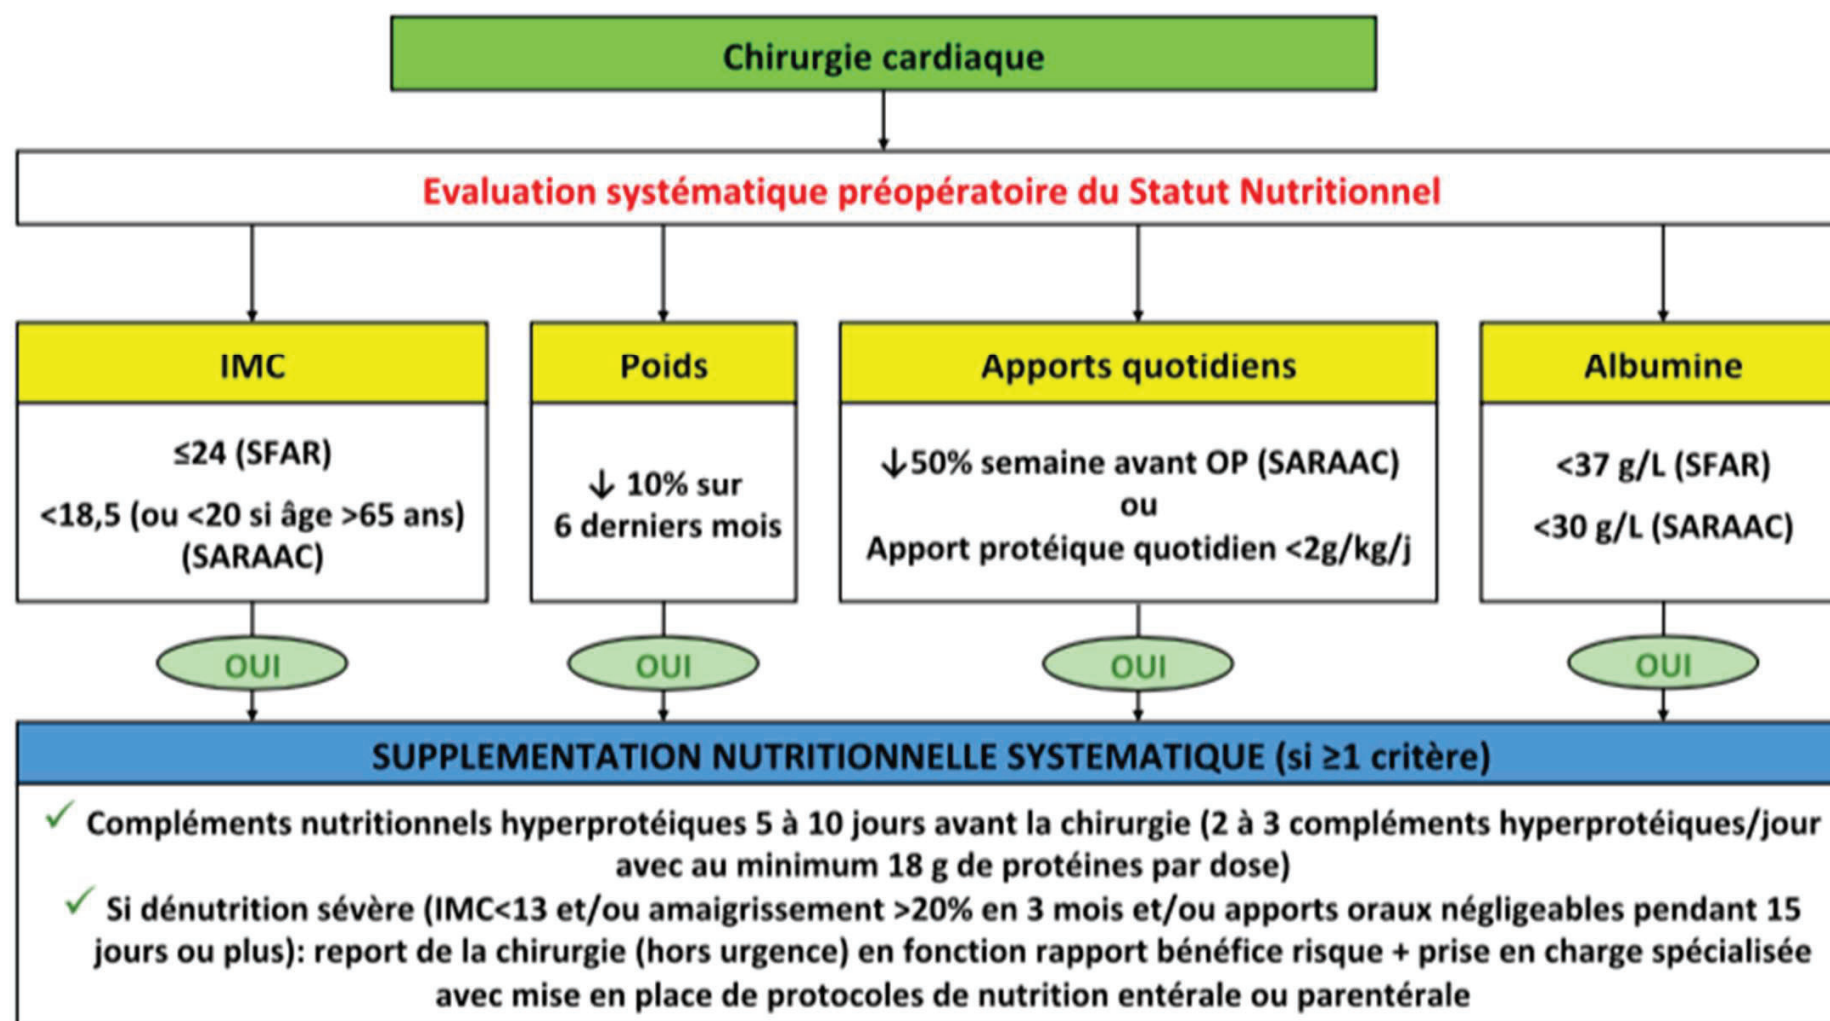 Chirurgie cardiaque
Evaluation systématique préopératoire du Statut Nutritionnel
IMC
≤24 (SFAR)
<18,5 (ou <20 si âge >65 ans)
(SARAAC)
Poids
↓ 10% sur
6 derniers mois
Apports quotidiens
↓50% semaine avant OP (SARAAC)
ou
Apport protéique quotidien <2g/kg/j
Albumine
<37 g/L (SFAR)
<30 g/L (SARAAC)
OUI
OUI
OUI
OUI
SUPPLEMENTATION NUTRITIONNELLE SYSTEMATIQUE (si ≥1 critère)
✓ Compléments nutritionnels hyperprotéiques 5 à 10 jours avant la chirurgie (2 à 3 compléments hyperprotéiques/jour
avec au minimum 18 g de protéines par dose)
✓ Si dénutrition sévère (IMC<13 et/ou amaigrissement >20% en 3 mois et/ou apports oraux négligeables pendant 15
jours ou plus): report de la chirurgie (hors urgence) en fonction rapport bénéfice risque + prise en charge spécialisée
avec mise en place de protocoles de nutrition entérale ou parentérale